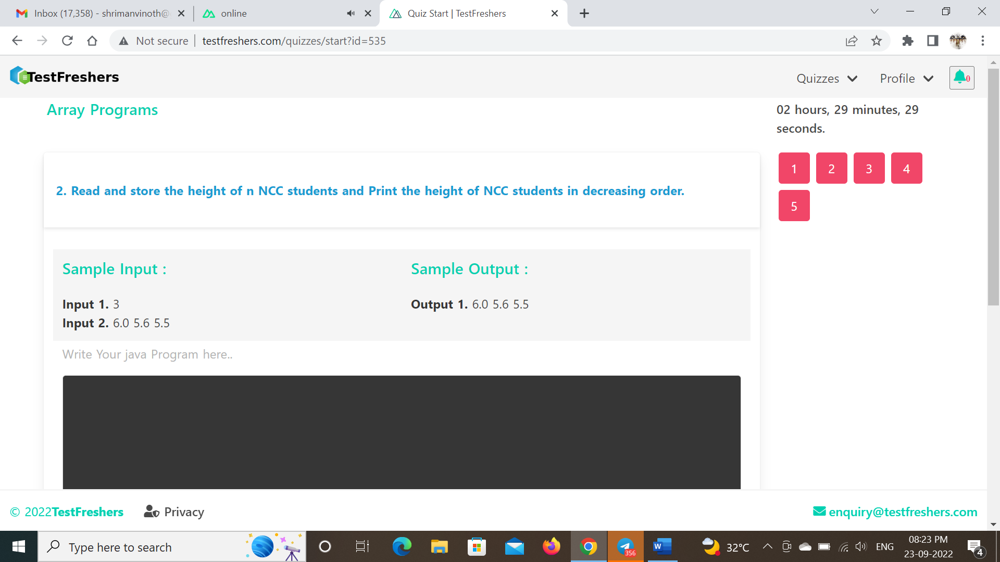 Inbox (17,358) - shrimanvinoth@
online
Quiz Start | TestFreshers
Not secure
testfreshers.com/quizzes/start?id=535
TestFreshers
Quizzes
Profile
0
Array Programs
02 hours, 29 minutes, 29
seconds.
1 2 3 4
5
2. Read and store the height of n NCC students and Print the height of NCC students in decreasing order.
Sample Input :
Sample Output :
Input 1. 3
Output 1. 6.0 5.6 5.5
Input 2. 6.0 5.6 5.5
Write Your java Program here..
© 2022TestFreshers
Privacy
enquiry@testfreshers.com
Type here to search
356
W
32°C
ENG
08:23 PM
23-09-2022
4